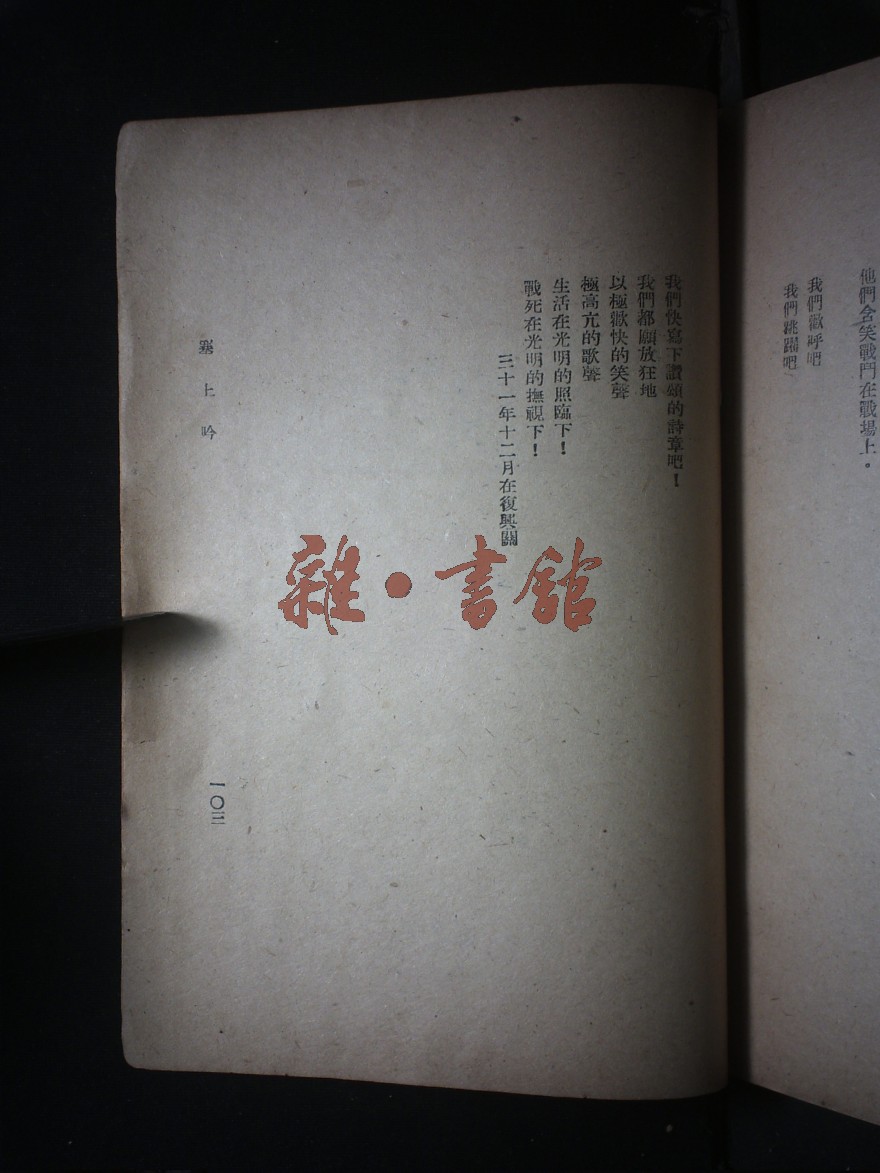 他們含笑戰鬥在戰場上。
我們歡呼吧
我們跳躍吧
我們快寫下讚頌的詩章吧！
我們都願放狂地
以極歡快的笑聲
極高亢的歌聲
生活在光明的照臨下！
戰死在光明的撫視下！
三十一年十二月在復興關
塞上吟
一〇三
雜·書館